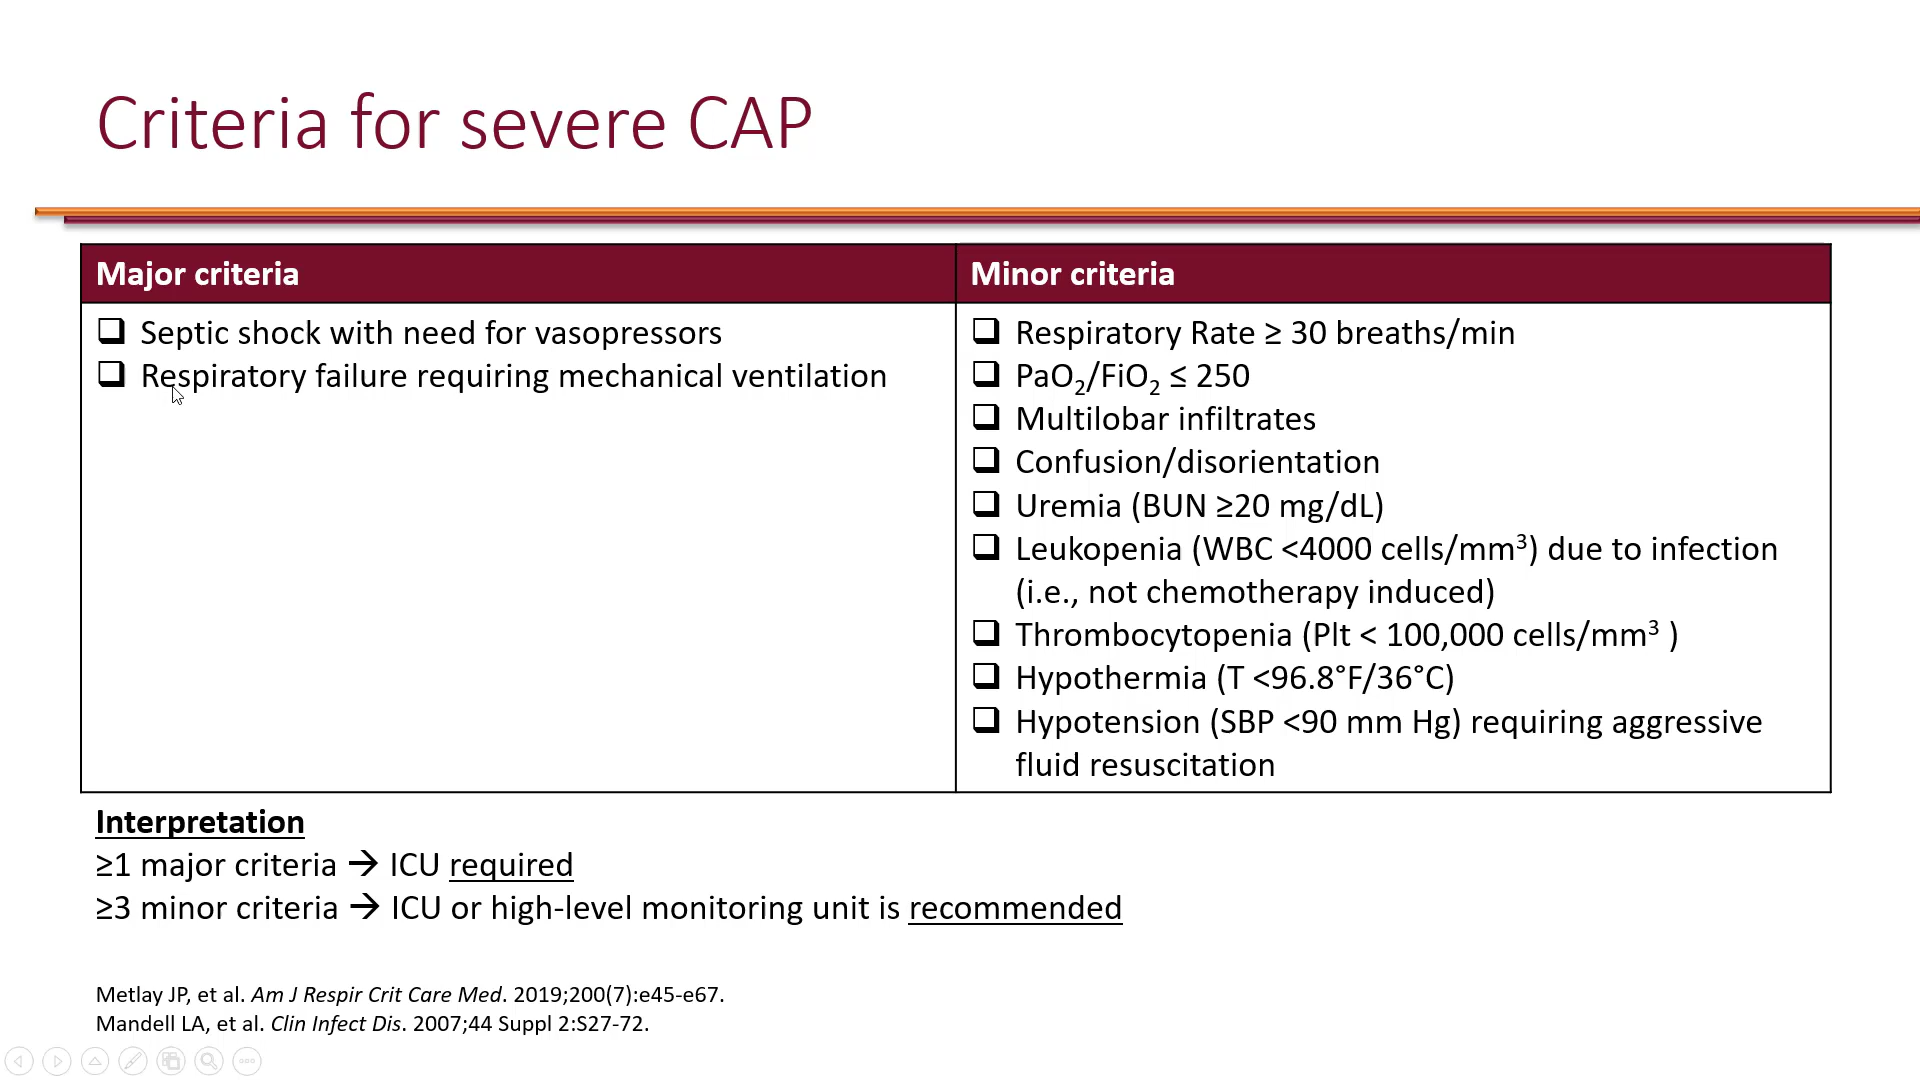 Criteria for severe CAP
Major criteria
Septic shock with need for vasopressors
Respiratory failure requiring mechanical ventilation
Minor criteria
Respiratory Rate ≥ 30 breaths/min
PaO₂/FiO₂ ≤ 250
Multilobar infiltrates
Confusion/disorientation
Uremia (BUN ≥20 mg/dL)
Leukopenia (WBC <4000 cells/mm³) due to infection
(i.e., not chemotherapy induced)
Thrombocytopenia (Plt < 100,000 cells/mm³ )
Hypothermia (T <96.8°F/36°C)
Hypotension (SBP <90 mm Hg) requiring aggressive
fluid resuscitation
Interpretation
≥1 major criteria → ICU required
≥3 minor criteria → ICU or high-level monitoring unit is recommended
Metlay JP, et al. Am J Respir Crit Care Med. 2019;200(7):e45-e67.
Mandell LA, et al. Clin Infect Dis. 2007;44 Suppl 2:S27-72.